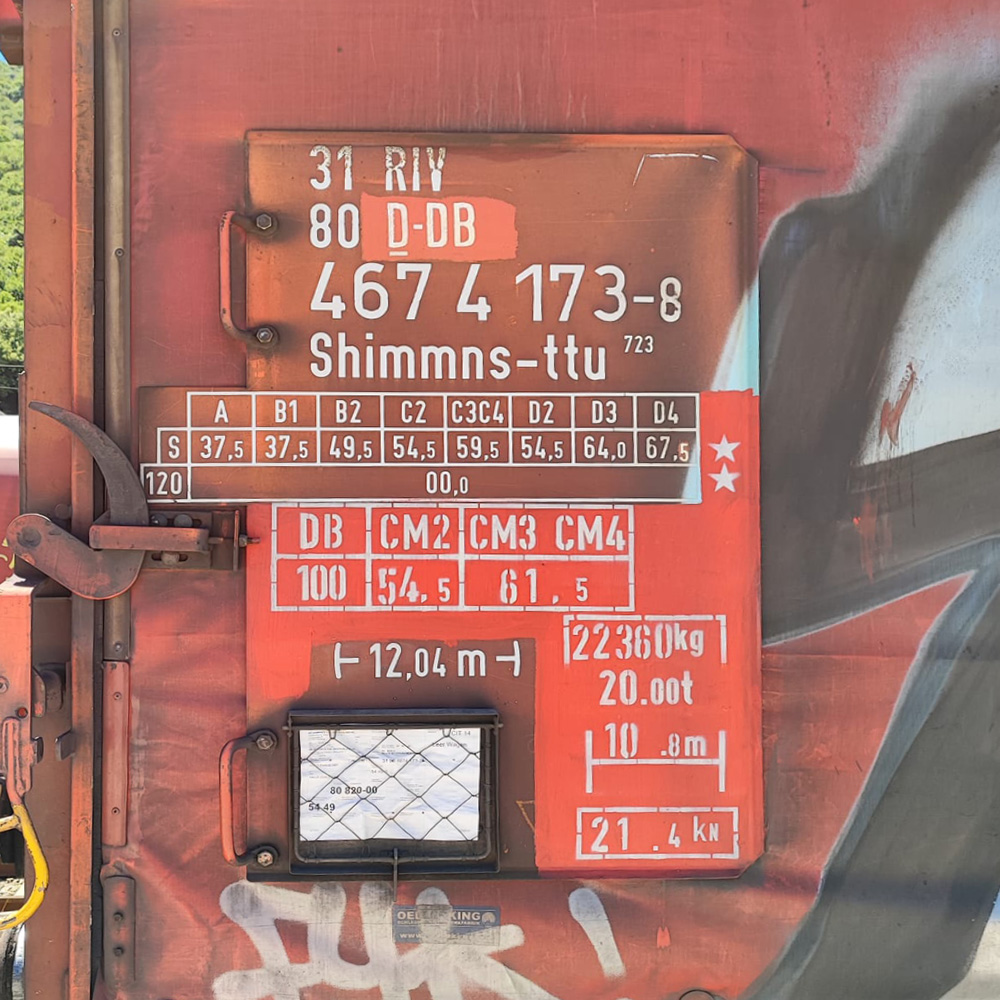 31 RIV
80 D-DB
467 4 173-8
Shimmns-ttu 723
A B1 B2 C2 C3C4 D2 D3 D4
S 37,5 37,5 49,5 54,5 59,5 54,5 64,0 67,5
120 00,0
DB CM2 CM3 CM4
100 54.5 61.5
22360kg
12,04 m
20.00t
10.8m
21.4 kN
CIT 14
80 820-00
54 49